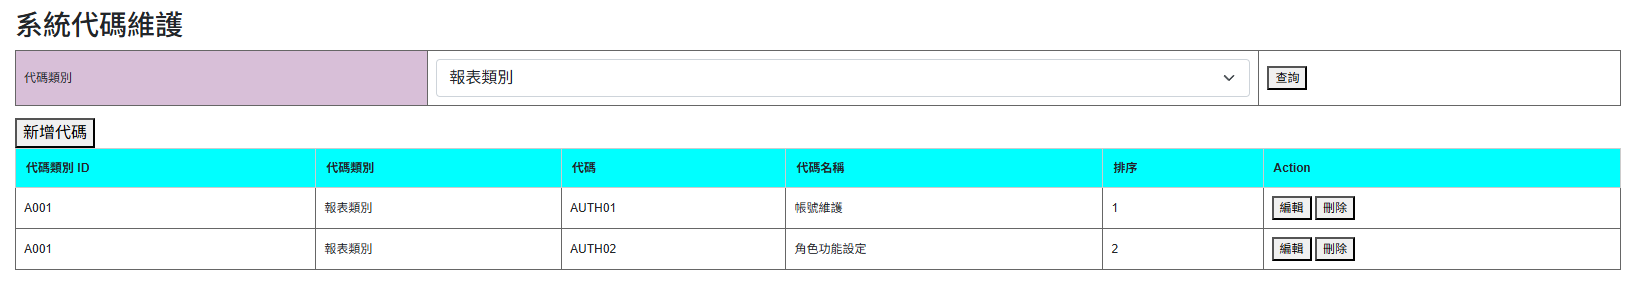 系統代碼維護
代碼類別 報表類別 查詢
新增代碼
代碼類別 ID 代碼類別 代碼 代碼名稱 排序 Action
A001 報表類別 AUTH01 帳號維護 1 編輯 刪除
A001 報表類別 AUTH02 角色功能設定 2 編輯 刪除